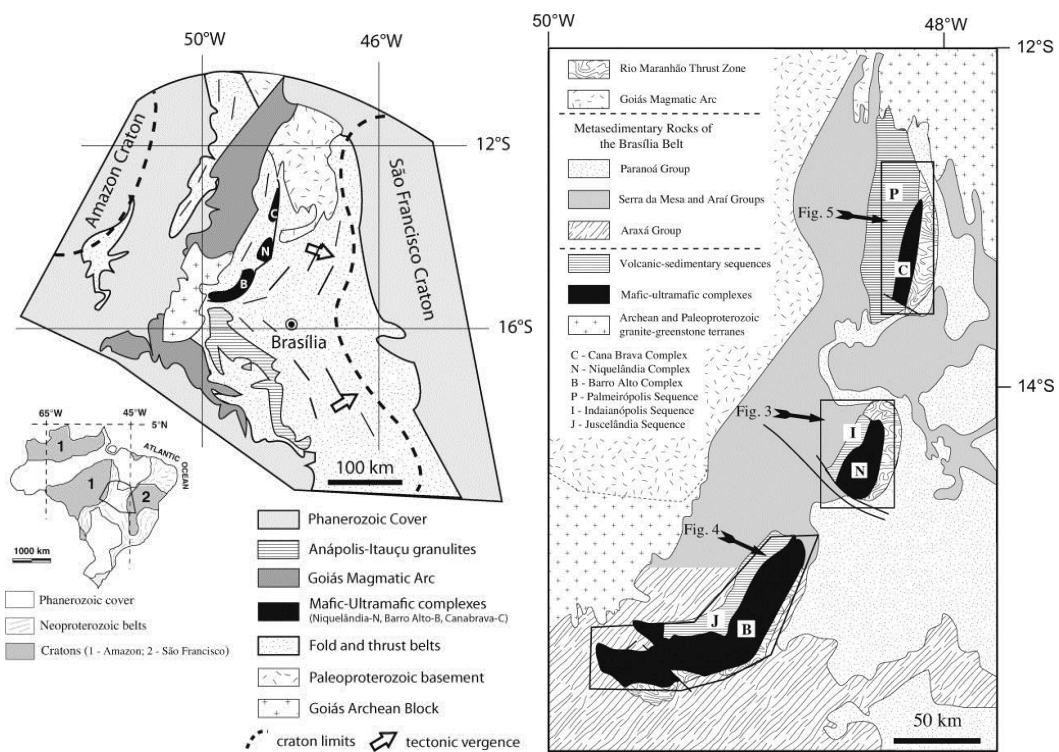 50°W
46°W
12°S
16°S
Amazon Craton
São Francisco Craton
C
N
B
Brasília
100 km
65°W
45°W
5°N
ATLANTIC
OCEAN
1
1
2
1000 km
Phanerozoic cover
Neoproterozoic belts
Cratons (1 - Amazon; 2 - São Francisco)
Phanerozoic Cover
Anápolis-Itauçu granulites
Goiás Magmatic Arc
Mafic-Ultramafic complexes
(Niquelândia-N, Barro Alto-B, Canabrava-C)
Fold and thrust belts
Paleoproterozoic basement
Goiás Archean Block
craton limits
tectonic vergence
50°W
48°W
12°S
14°S
Rio Maranhão Thrust Zone
Goiás Magmatic Arc
Metasedimentary Rocks of
the Brasília Belt
Paranoá Group
Serra da Mesa and Araí Groups
Araxá Group
Volcanic-sedimentary sequences
Mafic-ultramafic complexes
Archean and Paleoproterozoic
granite-greenstone terranes
C - Cana Brava Complex
N - Niquelândia Complex
B - Barro Alto Complex
P - Palmeirópolis Sequence
I - Indaianópolis Sequence
J - Juscelândia Sequence
P
Fig. 5
C
Fig. 3
I
N
Fig. 4
J
B
50 km